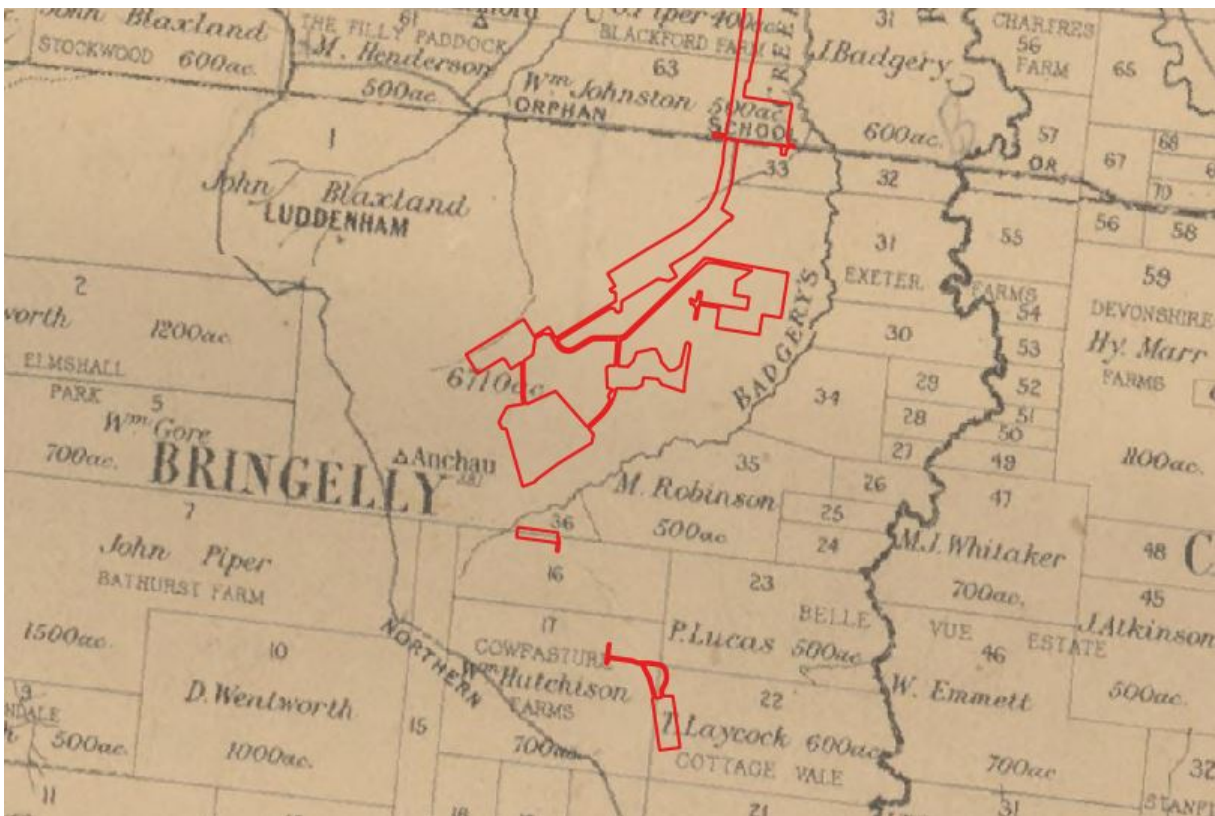 John Blaxland
STOCKWOOD 600ac.
61
THE FILLY PADDOCK
M. Henderson
500ac.
BLACKFORD FARM
63
Wm Johnston 500ac.
ORPHAN
SCHOOL
31
J. Badgery
600ac.
CHARTRES
56
FARM
65
57
OR
67
68
70
1
John Blaxland
LUDDENHAM
33
32
56
58
31
55
EXETER
FARMS
54
59
DEVONSHIRE
Hy. Marr
FARMS
1100ac.
2
1200ac.
ELMSHALL
PARK
5
Wm Gore
700ac.
BRINGELLY
Anchau
6710ac.
BADGERY'S
30
53
29
52
34
28
51
50
27
49
35
26
47
M. Robinson
25
500ac.
24
36
M.J. Whitaker
700ac.
48
45
J. Atkinson
500ac.
7
John Piper
BATHURST FARM
1500ac.
10
D. Wentworth
1000ac.
NORTHERN
15
16
17
COWPASTURE
Wm Hutchison
FARMS
700ac.
23
BELLE
P. Lucas 500ac.
VUE
ESTATE
46
W. Emmett
700ac
22
T. Laycock 600ac.
COTTAGE VALE
9
500ac.
11
18
21
31
32